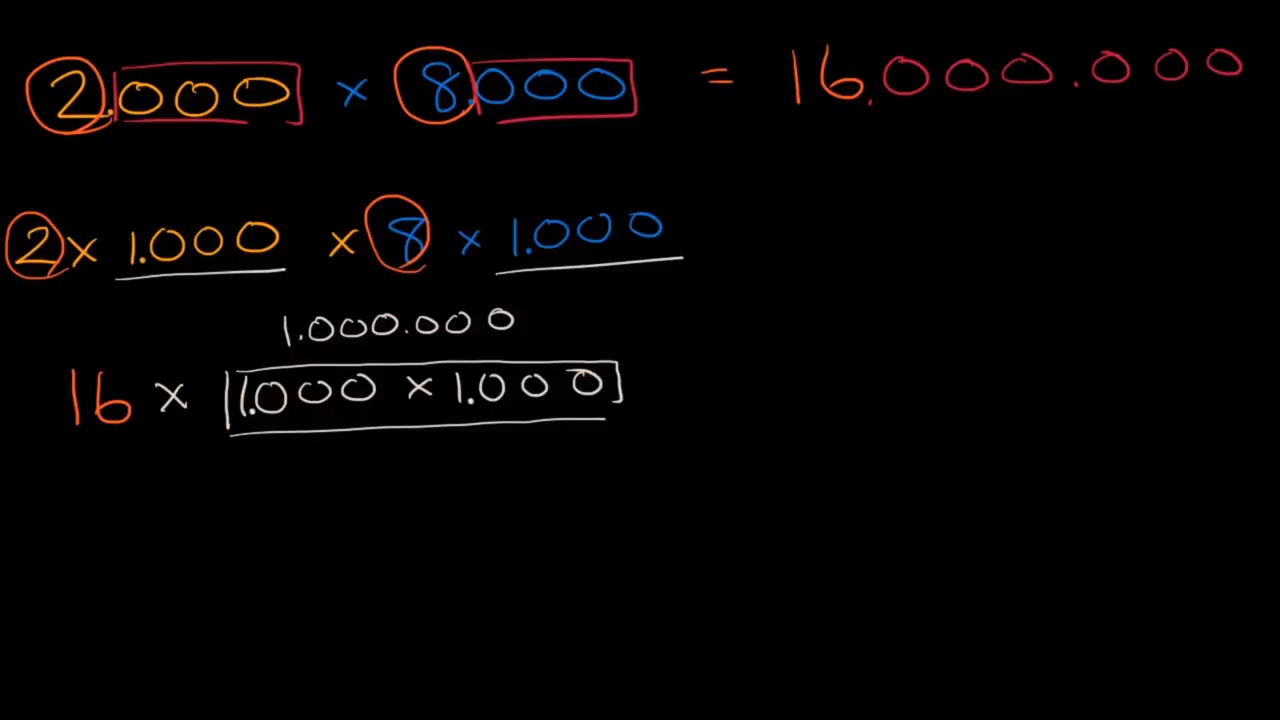 2.000 × 8.000 = 16.000.000
2 × 1.000 × 8 × 1.000
1.000.000
16 × 1.000 × 1.000